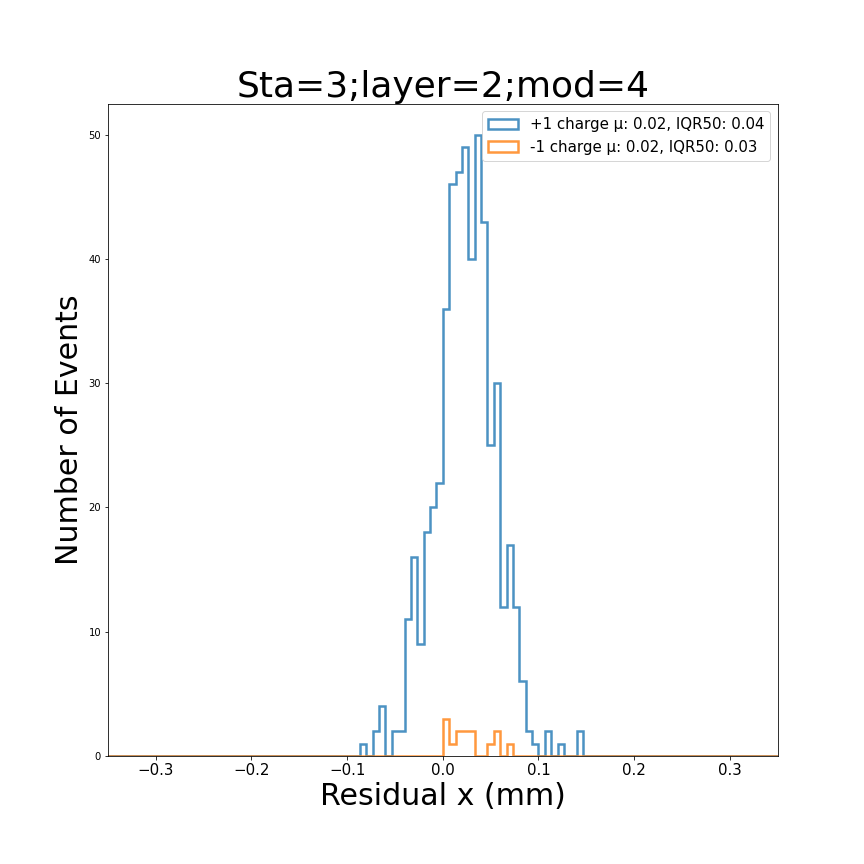 Sta=3;layer=2;mod=4
+1 charge μ: 0.02, IQR50: 0.04
-1 charge μ: 0.02, IQR50: 0.03
Number of Events
50
40
30
20
10
0
−0.3 −0.2 −0.1 0.0 0.1 0.2 0.3
Residual x (mm)